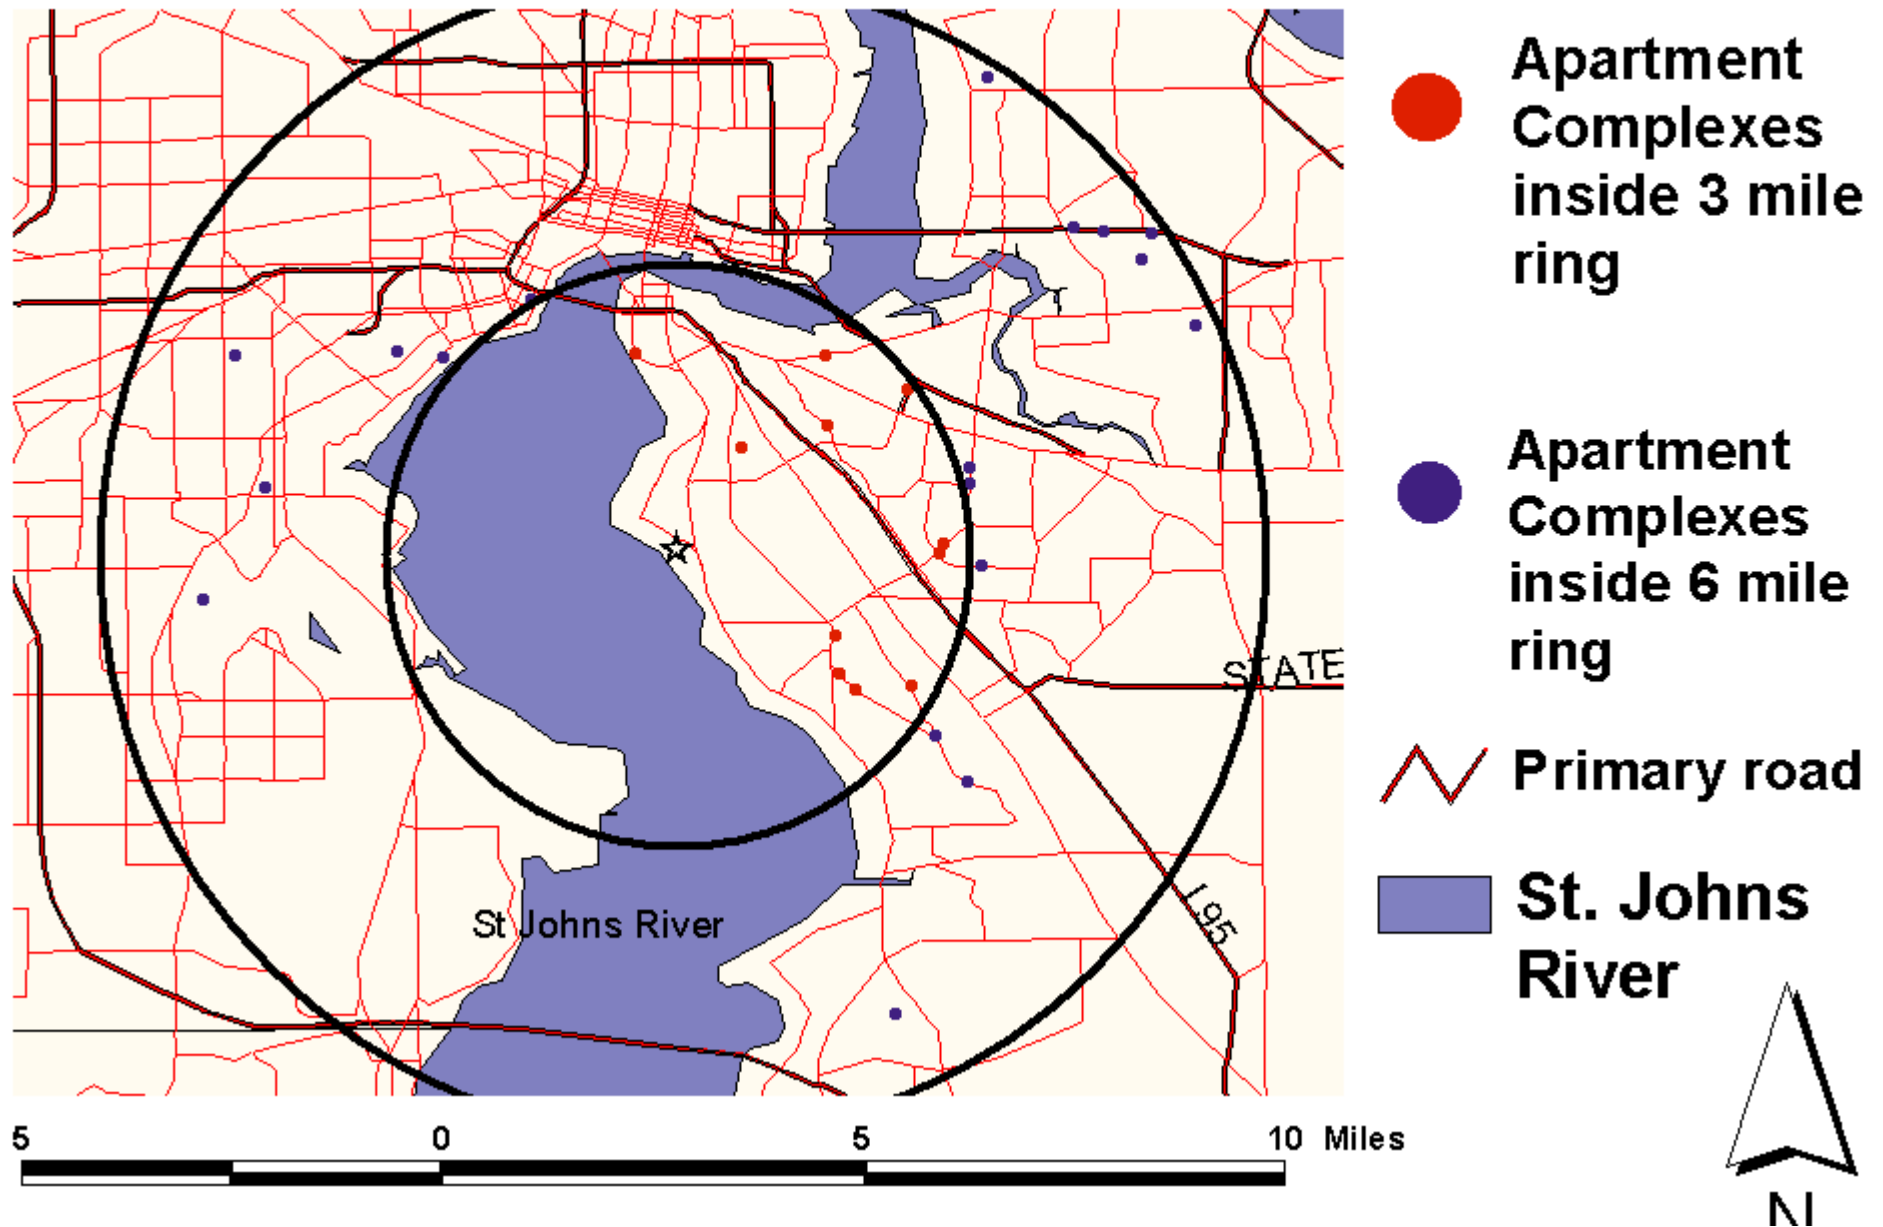 Apartment
Complexes
inside 3 mile
ring
Apartment
Complexes
inside 6 mile
ring
STATE
Primary road
St. Johns
River
I 95
St Johns River
5 0 5 10 Miles
N